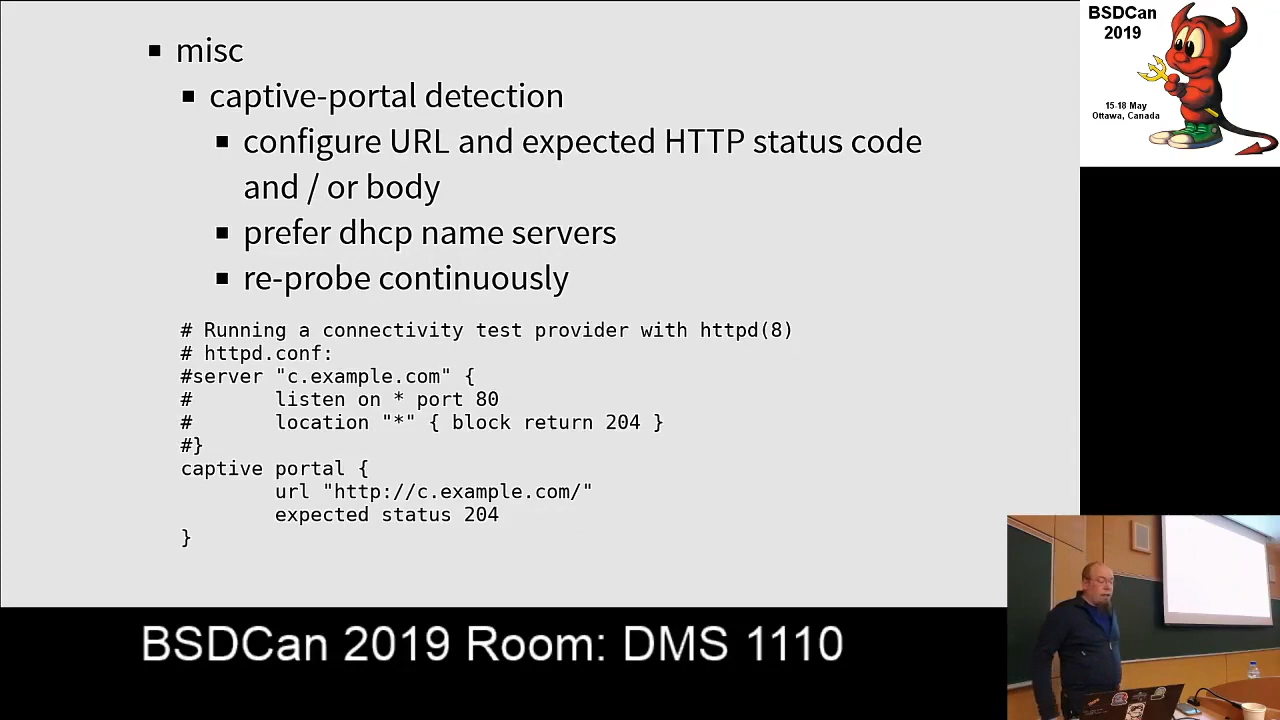 misc
captive-portal detection
configure URL and expected HTTP status code
and / or body
prefer dhcp name servers
re-probe continuously
# Running a connectivity test provider with httpd(8)
# httpd.conf:
#server "c.example.com" {
#       listen on * port 80
#       location "*" { block return 204 }
#}
captive portal {
        url "http://c.example.com/"
        expected status 204
}
BSDCan
2019
15-18 May
Ottawa, Canada
BSDCan 2019 Room: DMS 1110